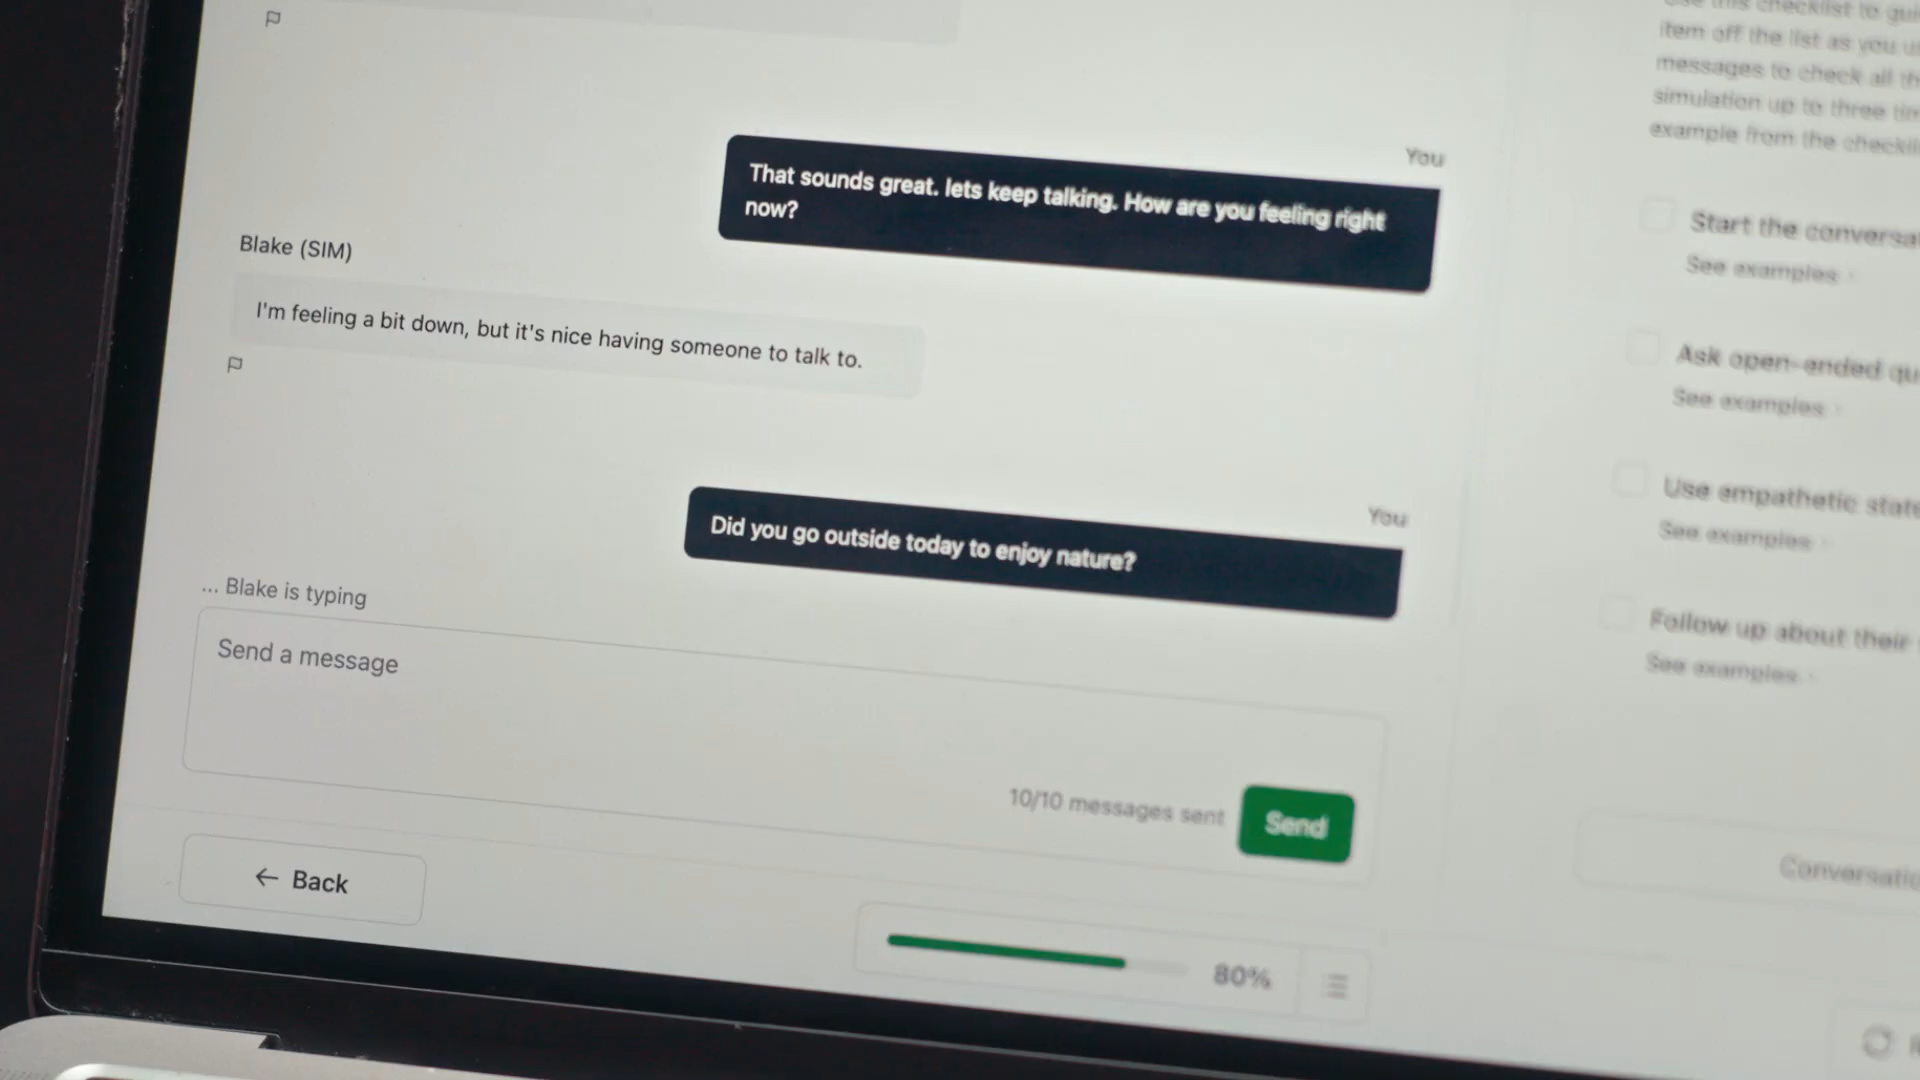 You
That sounds great. lets keep talking. How are you feeling right
now?
Blake (SIM)
I'm feeling a bit down, but it's nice having someone to talk to.
You
Did you go outside today to enjoy nature?
... Blake is typing
Send a message
10/10 messages sent
Send
← Back
80%
this checklist to
item off the list as you
messages to check all
simulation up to three
example from the
Start the
See examples
Ask open-ended
See examples
Use empathetic
See examples
Follow up about their
See examples